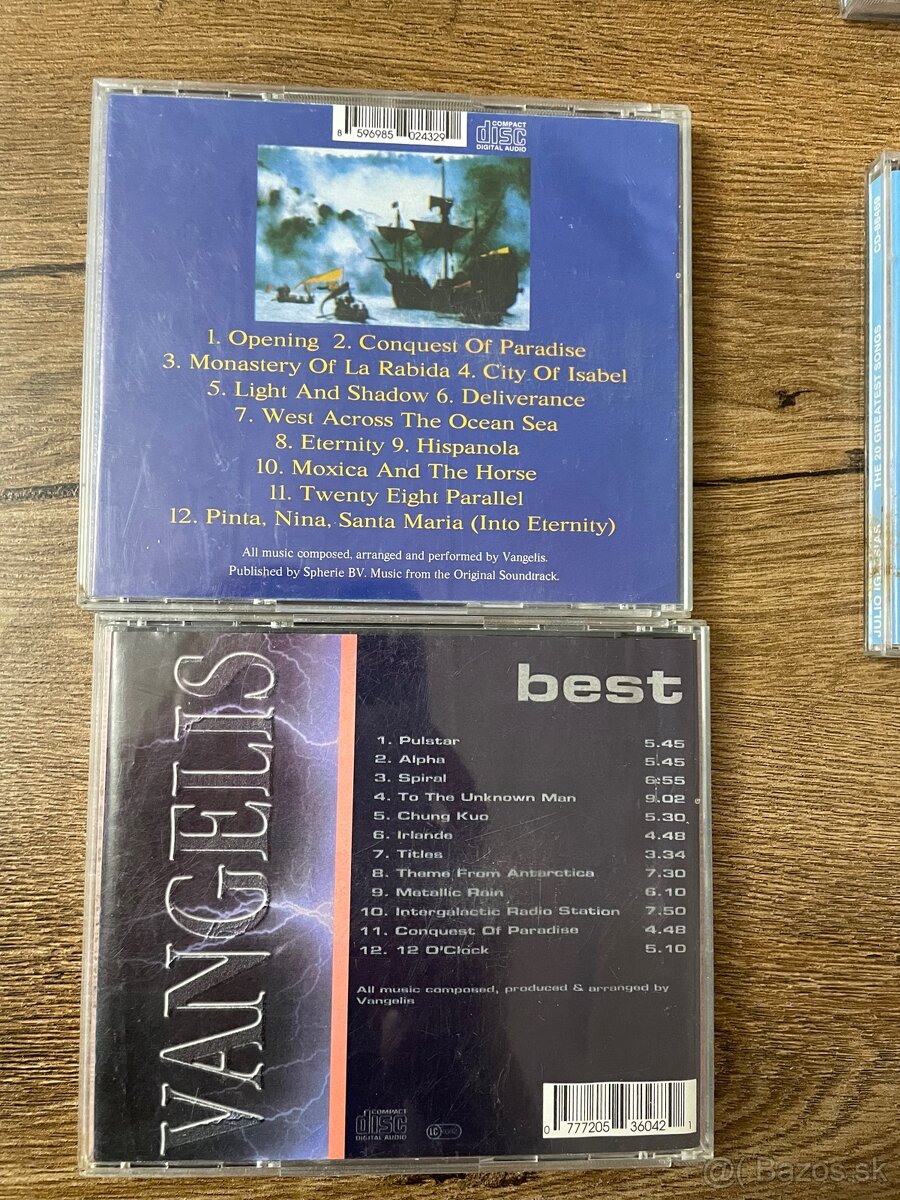 8 596985 024329
COMPACT
disc
DIGITAL AUDIO
1. Opening 2. Conquest Of Paradise
3. Monastery Of La Rabida 4. City Of Isabel
5. Light And Shadow 6. Deliverance
7. West Across The Ocean Sea
8. Eternity 9. Hispanola
10. Moxica And The Horse
11. Twenty Eight Parallel
12. Pinta, Nina, Santa Maria (Into Eternity)
All music composed, arranged and performed by Vangelis.
Published by Spherie BV. Music from the Original Soundtrack.
VANGELIS
best
1. Pulstar 5.45
2. Alpha 5.45
3. Spiral 6:55
4. To The Unknown Man 9.02
5. Chung Kuo 5.30
6. Irlande 4.48
7. Titles 3.34
8. Theme From Antarctica 7.30
9. Metallic Rain 6.10
10. Intergalactic Radio Station 7.50
11. Conquest Of Paradise 4.48
12. 12 O'Clock 5.10
All music composed, produced & arranged by
Vangelis
COMPACT
disc
DIGITAL AUDIO
LC
0 777205 36042 1
JULIO IGLESIAS THE 20 GREATEST SONGS CD-88499
Bazos.sk